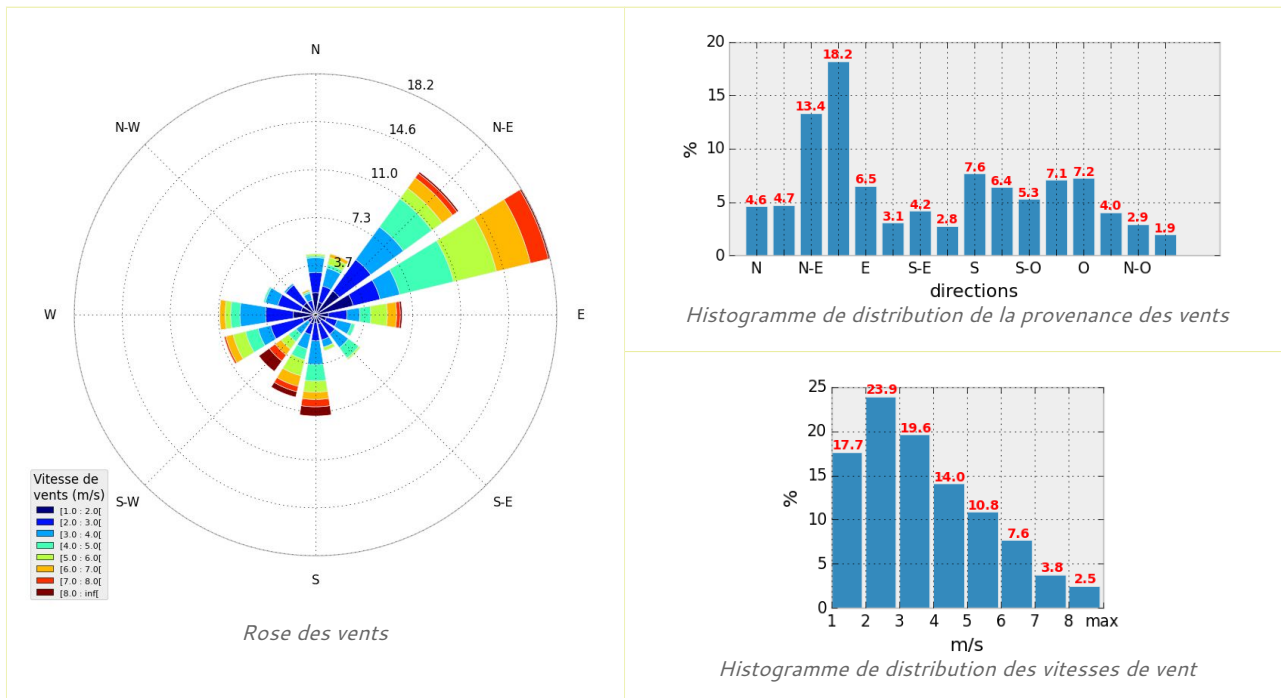 N
18.2
N-W
14.6
N-E
11.0
7.3
3.7
W
E
S-W
S-E
S
Vitesse de
vents (m/s)
[1.0 : 2.0[
[2.0 : 3.0[
[3.0 : 4.0[
[4.0 : 5.0[
[5.0 : 6.0[
[6.0 : 7.0[
[7.0 : 8.0[
[8.0 : inf[
Rose des vents
20
15
10
5
0
%
4.6 4.7 13.4 18.2 6.5 3.1 4.2 2.8 7.6 6.4 5.3 7.1 7.2 4.0 2.9 1.9
N N-E E S-E S S-O O N-O
directions
Histogramme de distribution de la provenance des vents
25
20
15
10
5
0
%
17.7 23.9 19.6 14.0 10.8 7.6 3.8 2.5
1 2 3 4 5 6 7 8 max
m/s
Histogramme de distribution des vitesses de vent